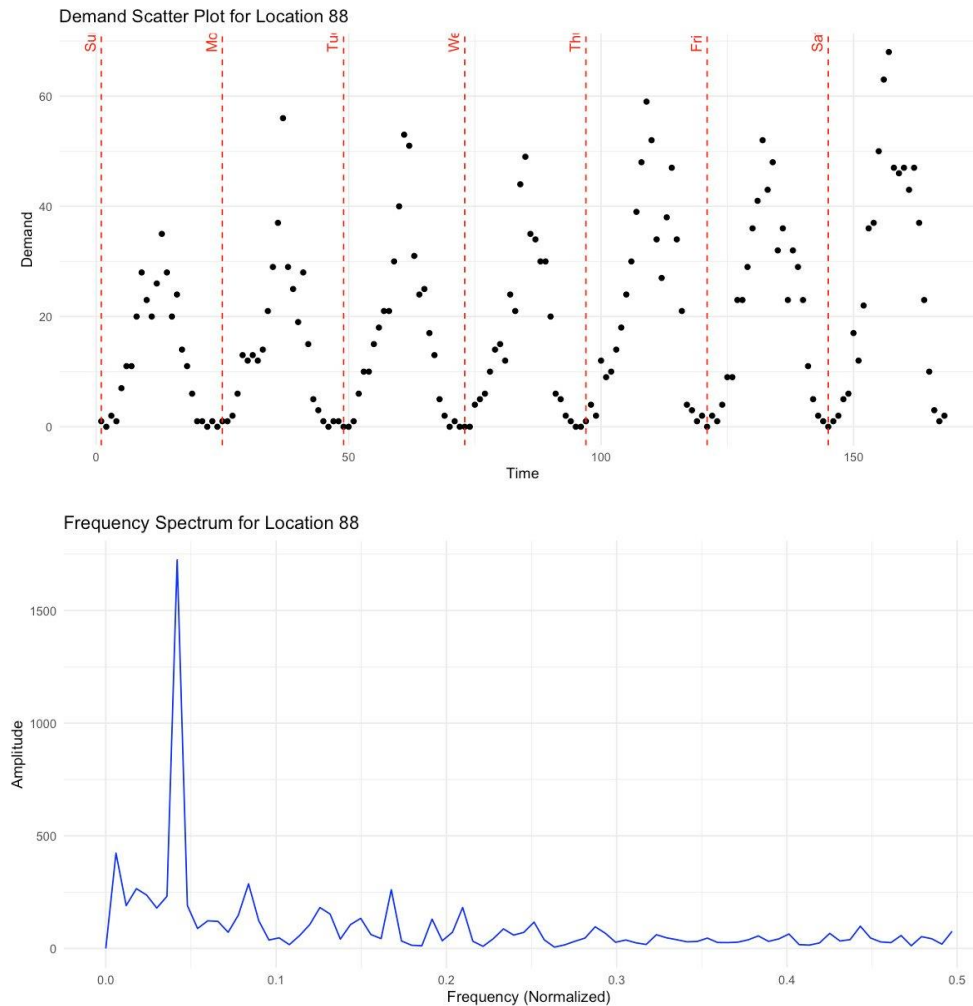 Demand Scatter Plot for Location 88
Su Mo Tu We Th Fri Sa
60
40
20
0
Demand
0 50 100 150
Time
Frequency Spectrum for Location 88
1500
1000
500
0
Amplitude
0.0 0.1 0.2 0.3 0.4 0.5
Frequency (Normalized)